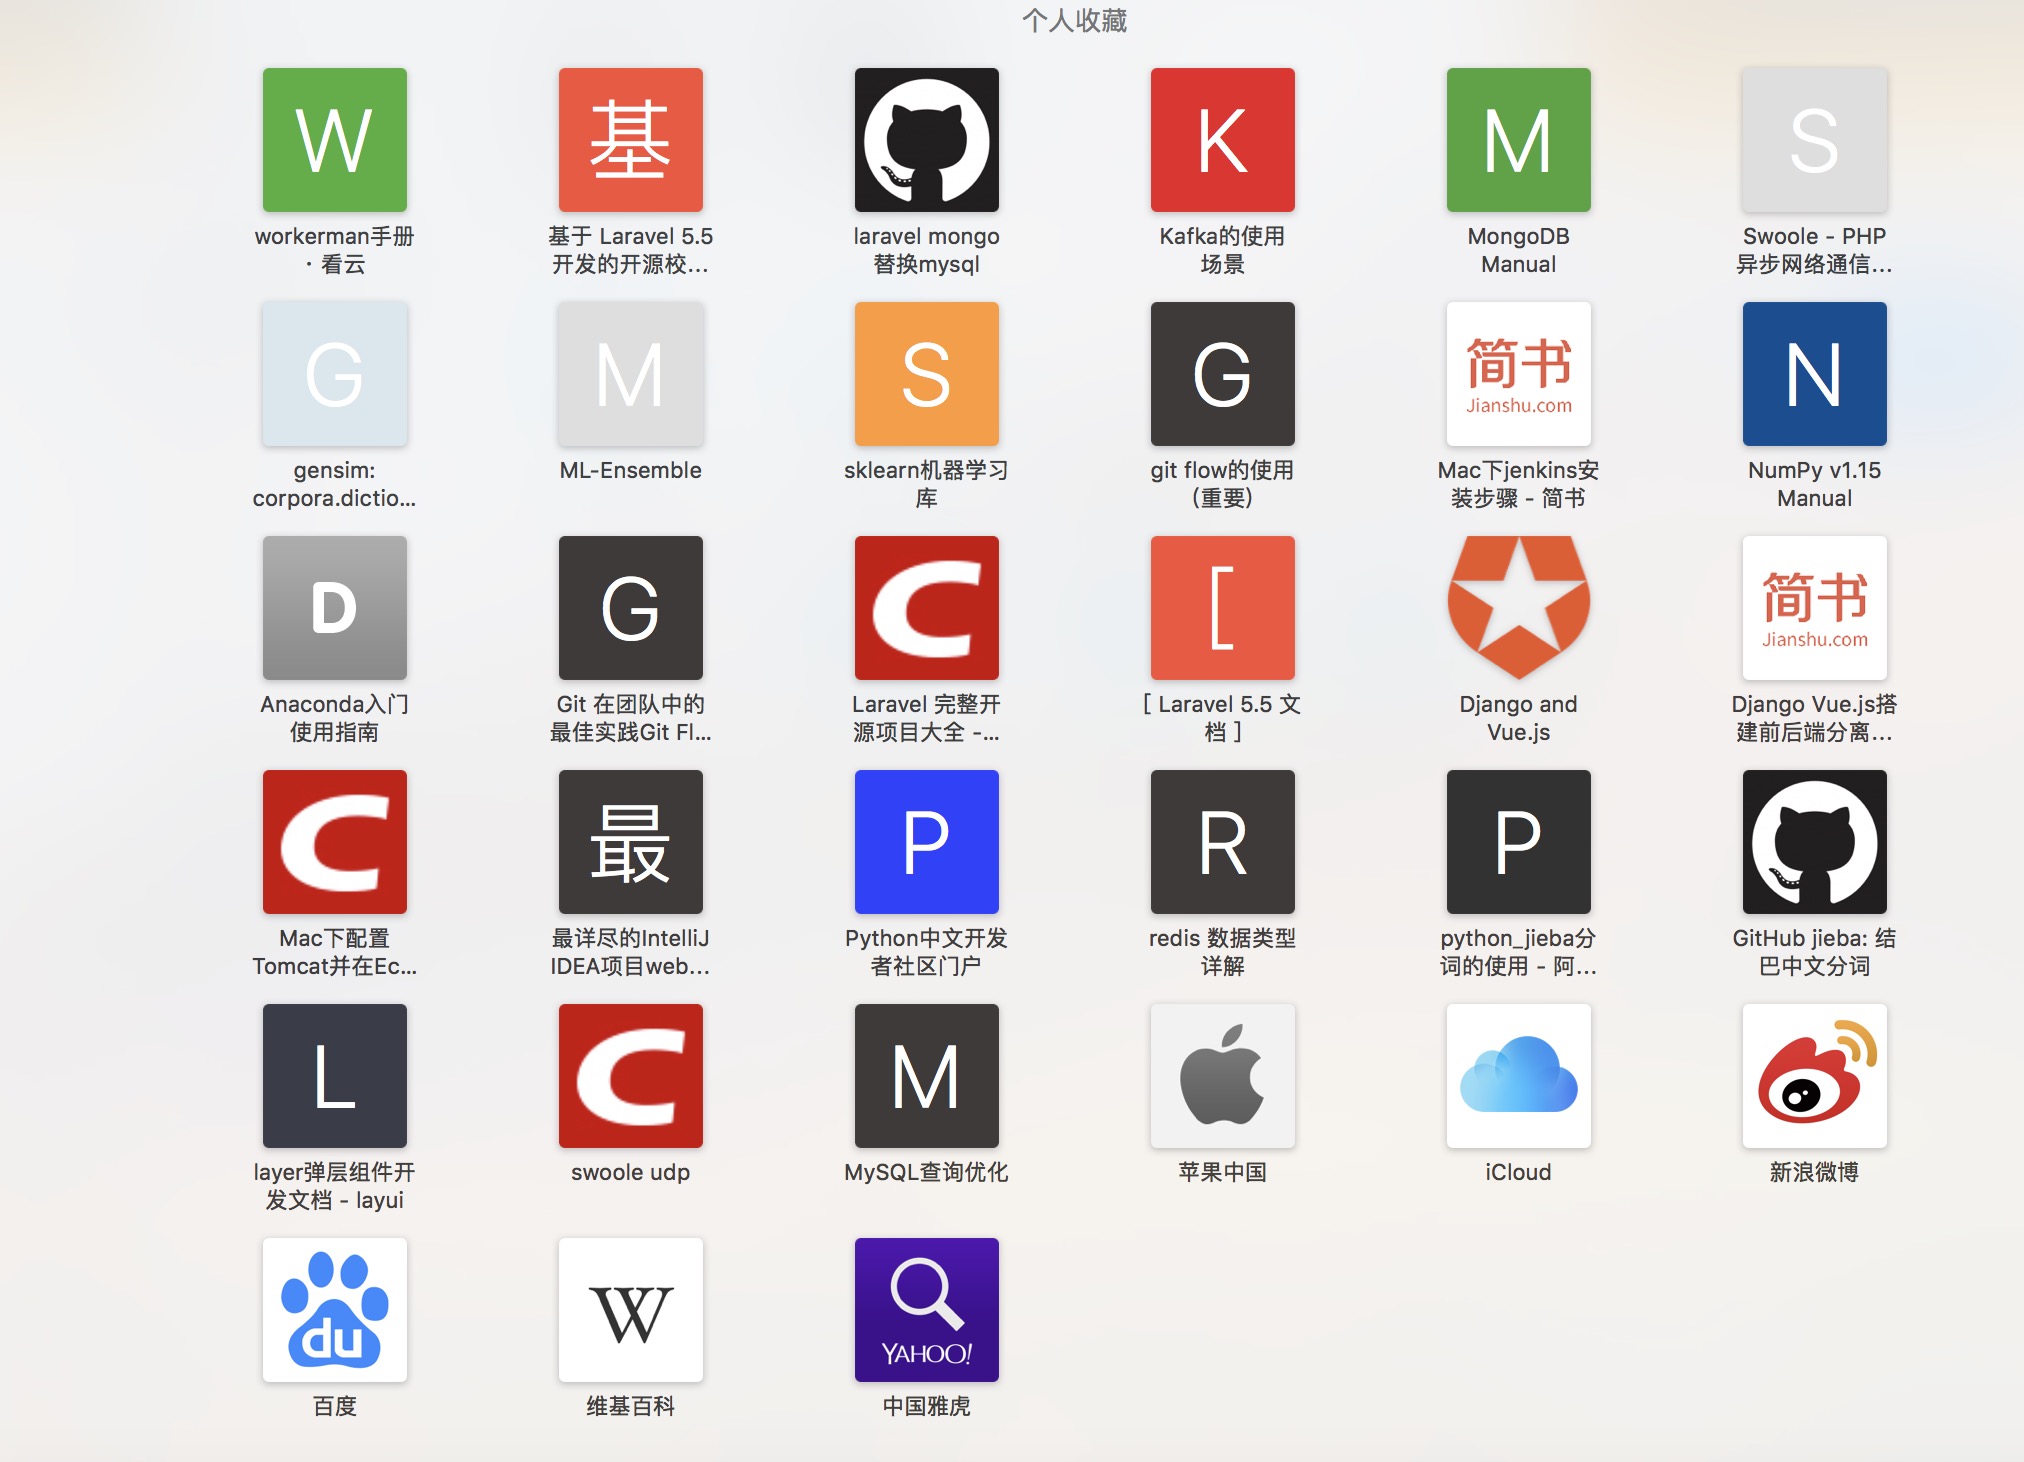 个人收藏
W
基
K
M
S
workerman手册
· 看云
基于 Laravel 5.5
开发的开源校...
laravel mongo
替换mysql
Kafka的使用
场景
MongoDB
Manual
Swoole - PHP
异步网络通信...
G
M
S
G
简书
Jianshu.com
N
gensim:
corpora.dictio...
ML-Ensemble
sklearn机器学习
库
git flow的使用
（重要）
Mac下jenkins安
装步骤 - 简书
NumPy v1.15
Manual
D
G
C
[
简书
Jianshu.com
Anaconda入门
使用指南
Git 在团队中的
最佳实践Git Fl...
Laravel 完整开
源项目大全 -...
[ Laravel 5.5 文
档 ]
Django and
Vue.js
Django Vue.js搭
建前后端分离...
C
最
P
R
P
Mac下配置
Tomcat并在Ec...
最详尽的IntelliJ
IDEA项目web...
Python中文开发
者社区门户
redis 数据类型
详解
python_jieba分
词的使用 - 阿...
GitHub jieba: 结
巴中文分词
L
C
M
layer弹层组件开
发文档 - layui
swoole udp
MySQL查询优化
苹果中国
iCloud
新浪微博
du
W
YAHOO!
百度
维基百科
中国雅虎